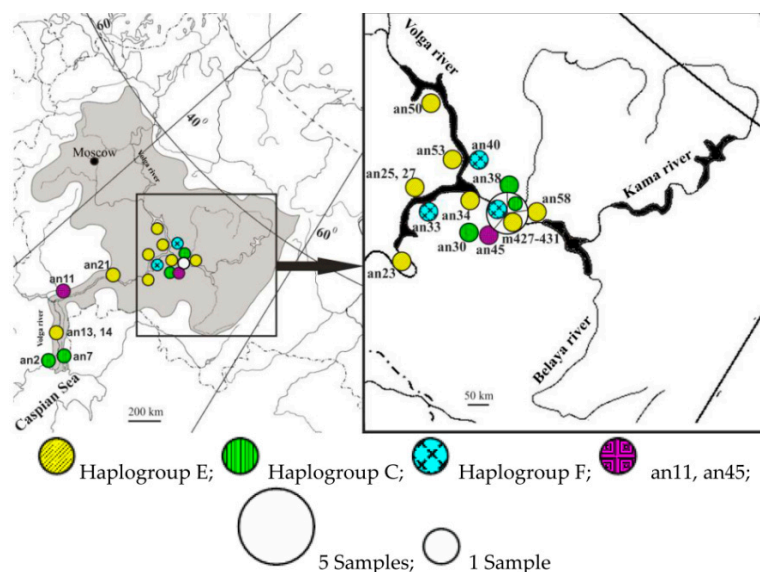 60
40°
Moscow
Volga river
60°
an11
an21
Volga river
an13, 14
an2
an7
Caspian Sea
200 km
Volga river
an50
an53
an40
an25, 27
an38
an58
Kama river
an34
an33
an30
an45
m427-431
an23
Belaya river
50 km
Haplogroup E;
Haplogroup C;
Haplogroup F;
an11, an45;
5 Samples;
1 Sample